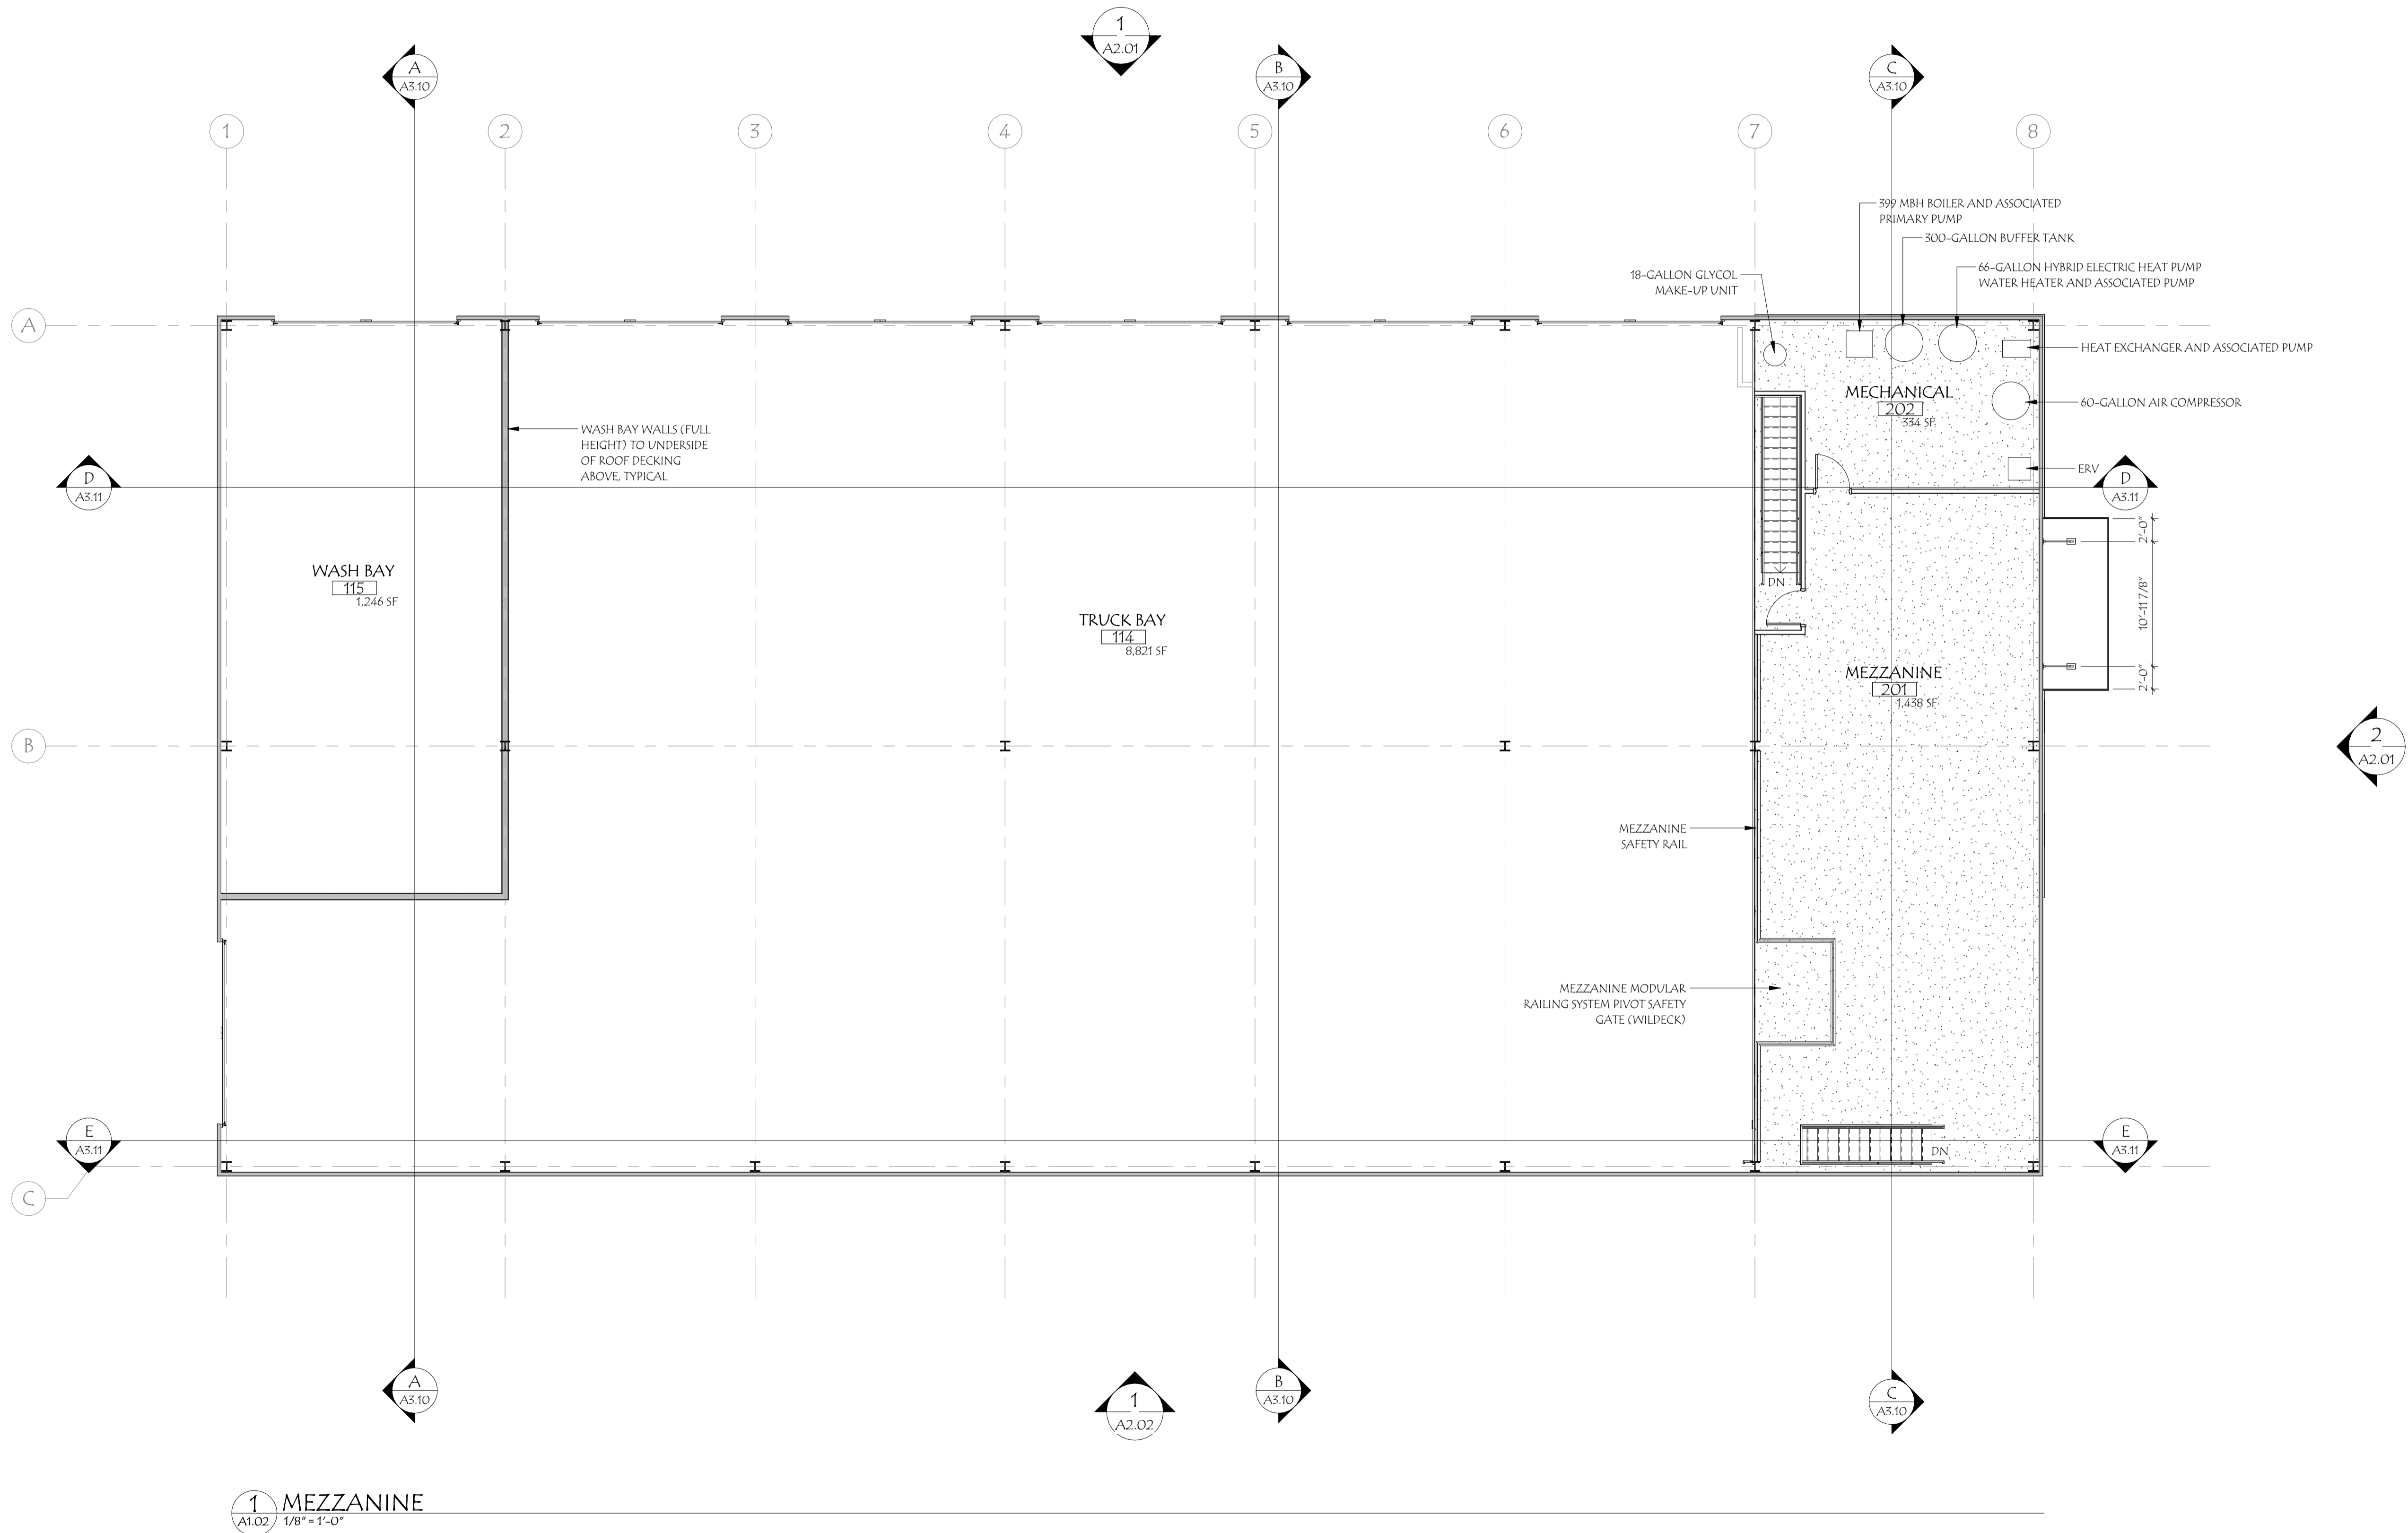 1
A2.01
A
A3.10
B
A3.10
C
A3.10
1
2
3
4
5
6
7
8
399 MBH BOILER AND ASSOCIATED
PRIMARY PUMP
300-GALLON BUFFER TANK
18-GALLON GLYCOL
MAKE-UP UNIT
66-GALLON HYBRID ELECTRIC HEAT PUMP
WATER HEATER AND ASSOCIATED PUMP
A
HEAT EXCHANGER AND ASSOCIATED PUMP
MECHANICAL
202
334 SF
60-GALLON AIR COMPRESSOR
WASH BAY WALLS (FULL
HEIGHT) TO UNDERSIDE
OF ROOF DECKING
ABOVE, TYPICAL
D
A3.11
ERV
D
A3.11
2'-0"
10'-11 7/8"
2'-0"
WASH BAY
115
1,246 SF
DN
TRUCK BAY
114
8,821 SF
MEZZANINE
201
1,438 SF
B
2
A2.01
MEZZANINE
SAFETY RAIL
MEZZANINE MODULAR
RAILING SYSTEM PIVOT SAFETY
GATE (WILDECK)
E
A3.11
E
A3.11
DN
C
A
A3.10
1
A2.02
B
A3.10
C
A3.10
1
A1.02
MEZZANINE
1/8" = 1'-0"